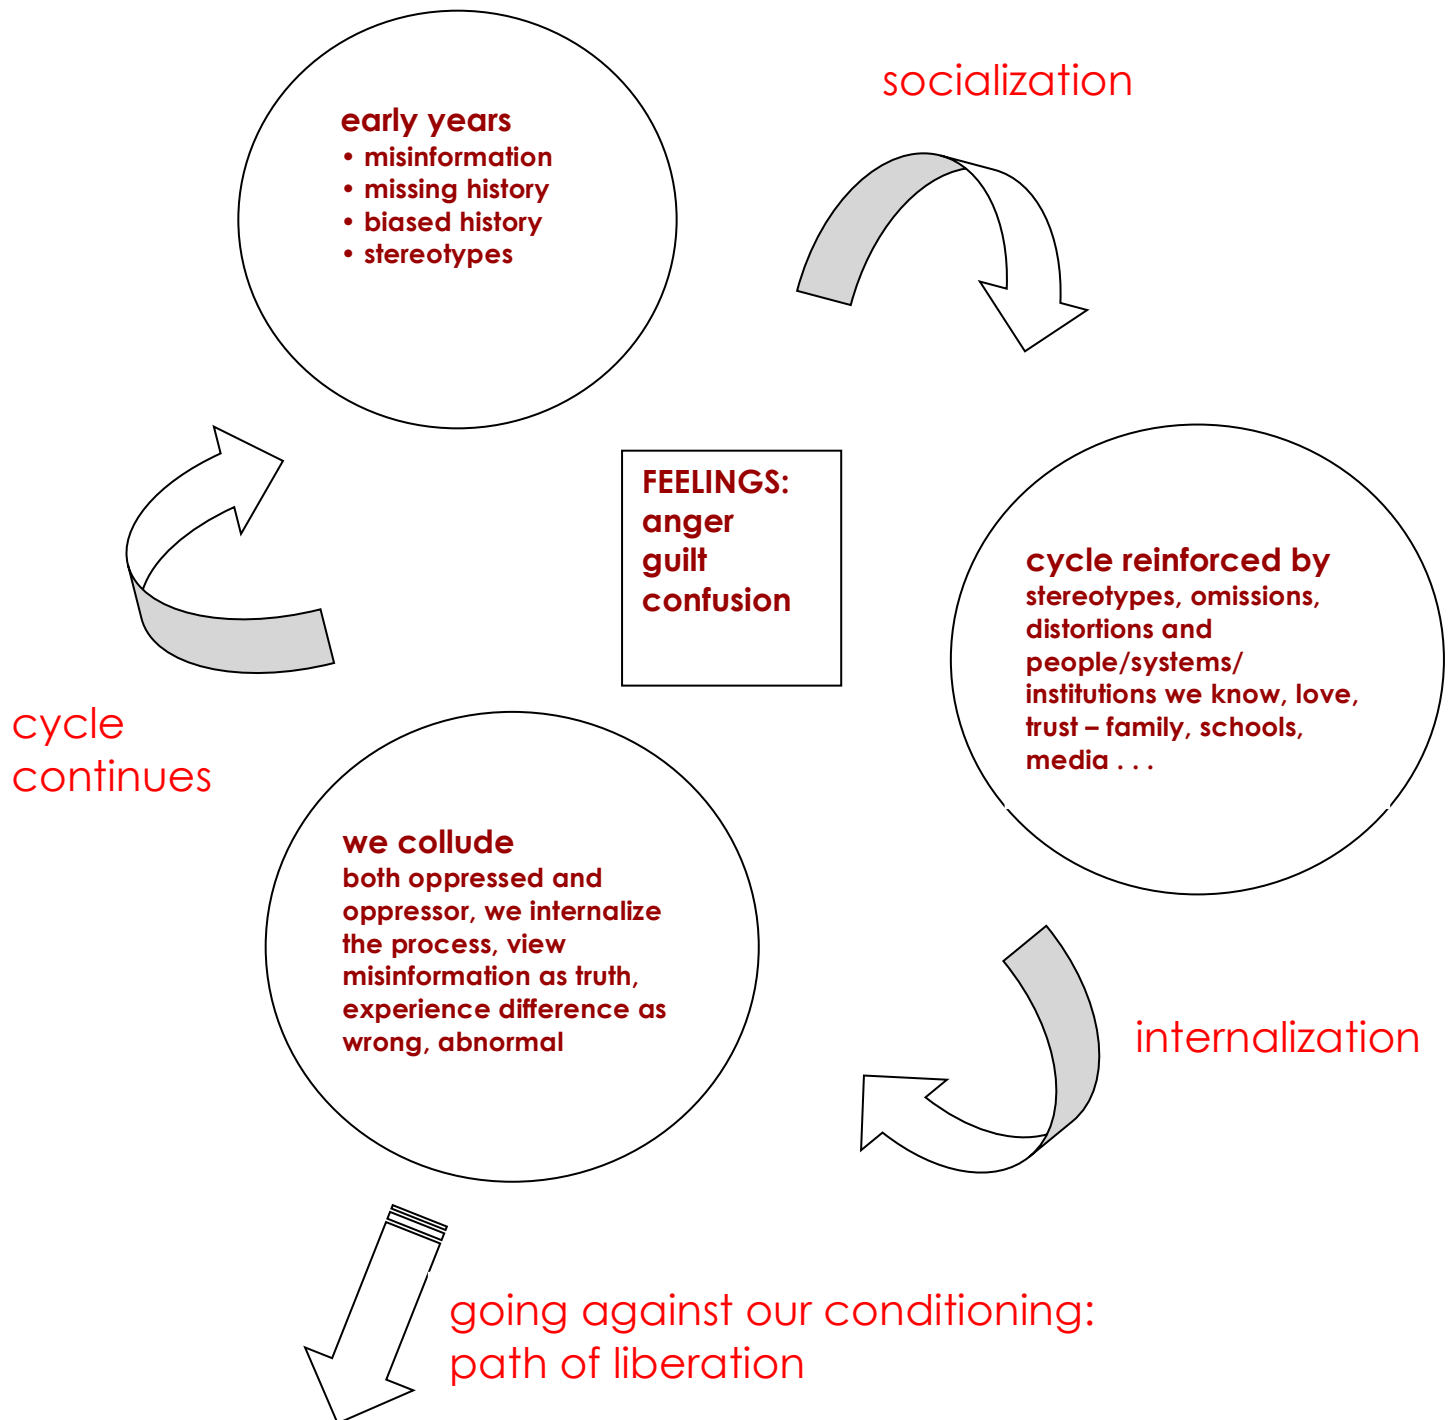 socialization
early years
• misinformation
• missing history
• biased history
• stereotypes
FEELINGS:
anger
guilt
confusion
cycle reinforced by
stereotypes, omissions,
distortions and
people/systems/
institutions we know, love,
trust – family, schools,
media . . .
cycle
continues
we collude
both oppressed and
oppressor, we internalize
the process, view
misinformation as truth,
experience difference as
wrong, abnormal
internalization
going against our conditioning:
path of liberation